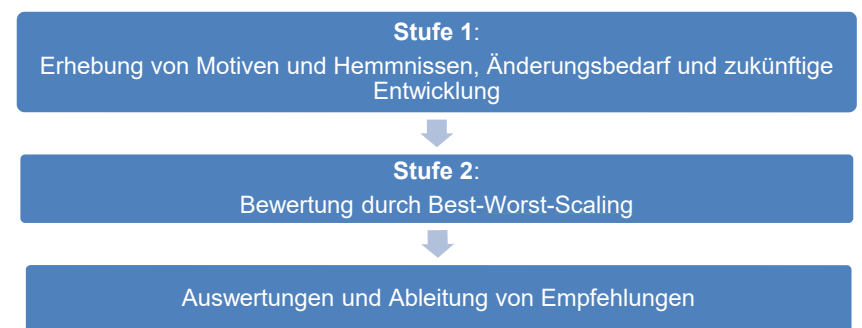 Stufe 1:
Erhebung von Motiven und Hemmnissen, Änderungsbedarf und zukünftige
Entwicklung
Stufe 2:
Bewertung durch Best-Worst-Scaling
Auswertungen und Ableitung von Empfehlungen